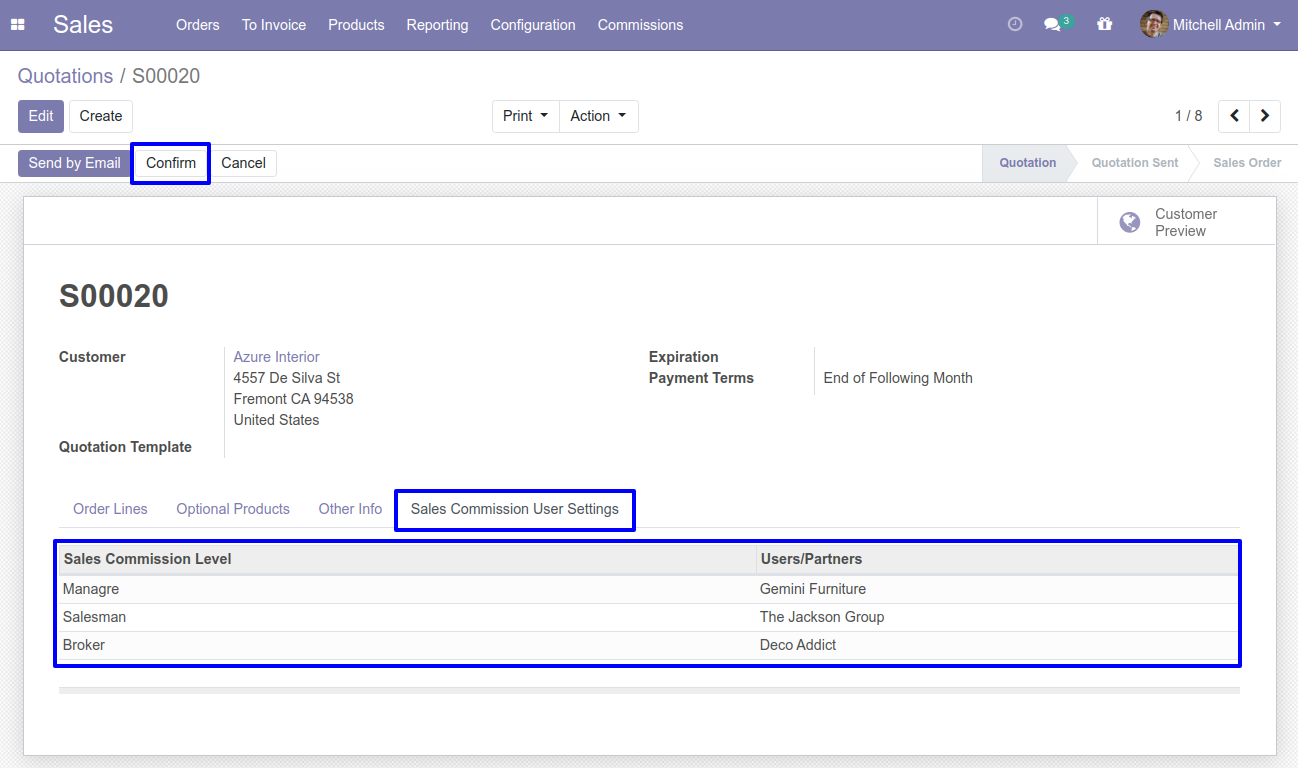 Sales Orders To Invoice Products Reporting Configuration Commissions 3 Mitchell Admin
Quotations / S00020
Edit Create Print Action 1 / 8
Send by Email Confirm Cancel Quotation Quotation Sent Sales Order
Customer
Preview
S00020
Customer Azure Interior Expiration
4557 De Silva St Payment Terms End of Following Month
Fremont CA 94538
United States
Quotation Template
Order Lines Optional Products Other Info Sales Commission User Settings
Sales Commission Level Users/Partners
Managre Gemini Furniture
Salesman The Jackson Group
Broker Deco Addict